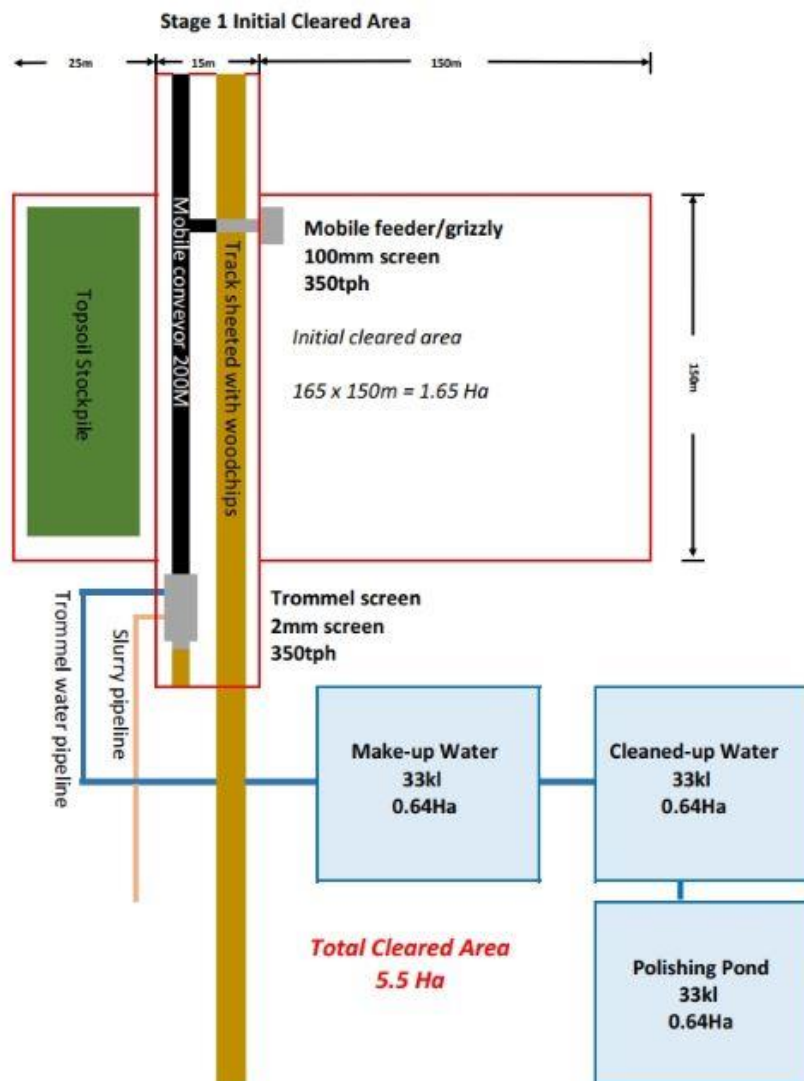 Stage 1 Initial Cleared Area
25m
15m
150m
Topsoil Stockpile
Mobile conveyor 200M
Track sheeted with woodchips
Mobile feeder/grizzly
100mm screen
350tph
Initial cleared area
165 x 150m = 1.65 Ha
150m
Trommel water pipeline
Slurry pipeline
Trommel screen
2mm screen
350tph
Make-up Water
33kl
0.64Ha
Cleaned-up Water
33kl
0.64Ha
Total Cleared Area
5.5 Ha
Polishing Pond
33kl
0.64Ha